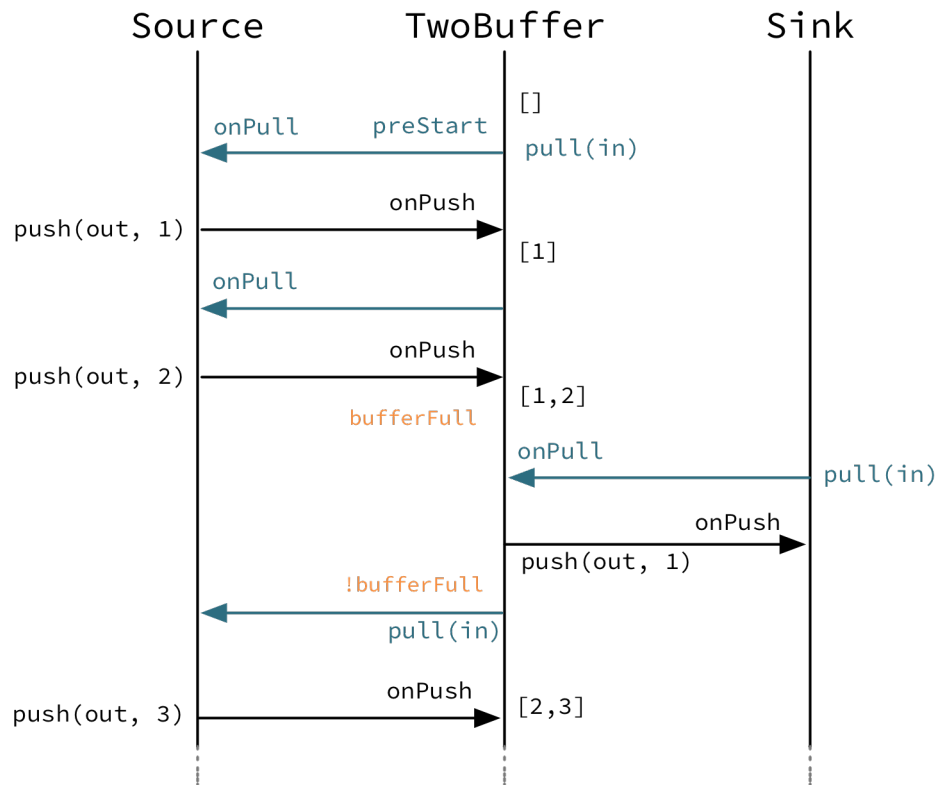 Source TwoBuffer Sink
[]
onPull preStart pull(in)
onPush
push(out, 1)
[1]
onPull
onPush
push(out, 2)
[1,2]
bufferFull
onPull
pull(in)
onPush
push(out, 1)
!bufferFull
pull(in)
onPush
push(out, 3) [2,3]